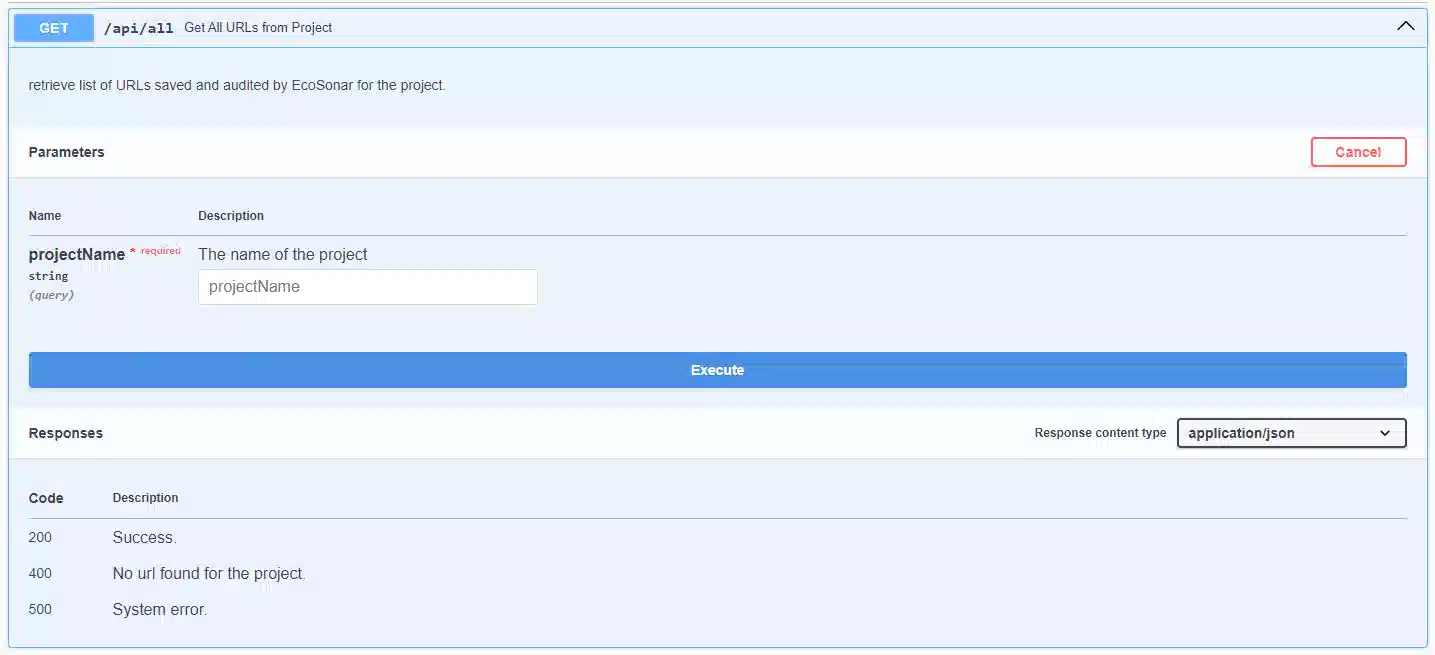 GET /api/all Get All URLs from Project
retrieve list of URLs saved and audited by EcoSonar for the project.
Parameters Cancel
Name Description
projectName * required The name of the project
string
(query)
projectName
Execute
Responses Response content type application/json
Code Description
200 Success.
400 No url found for the project.
500 System error.